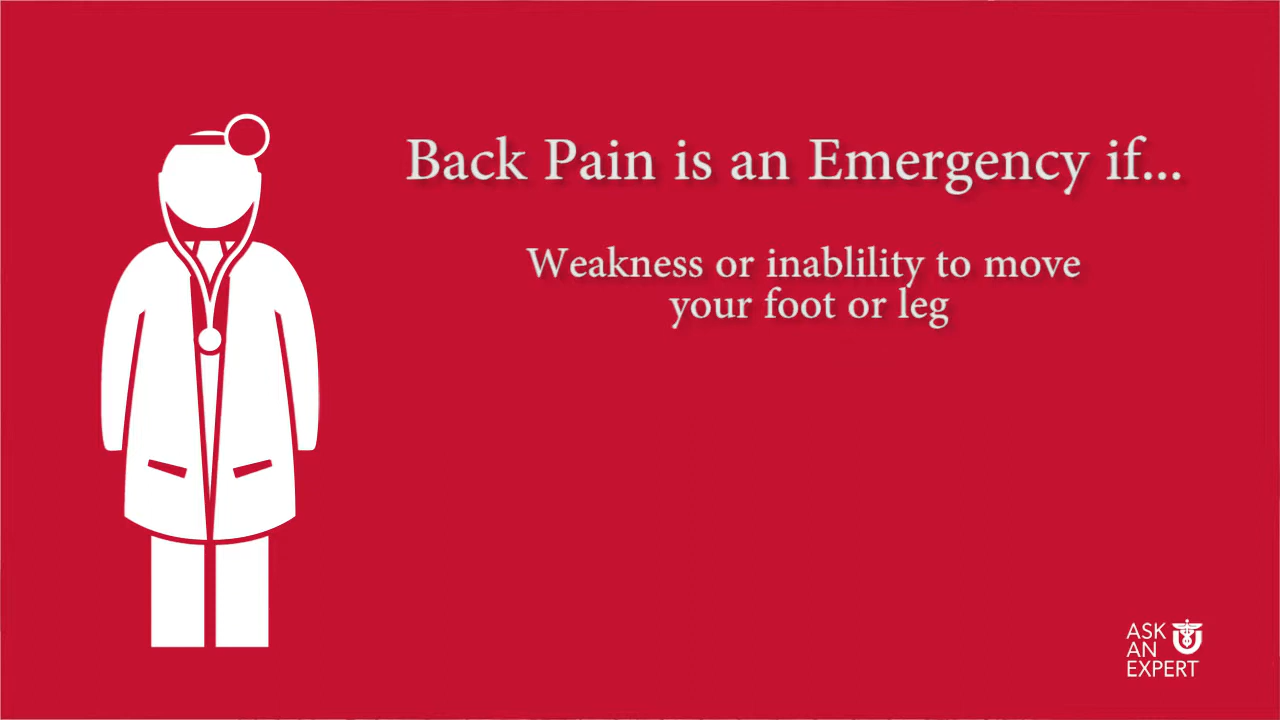 Back Pain is an Emergency if...
Weakness or inablility to move
your foot or leg
ASK
AN
EXPERT